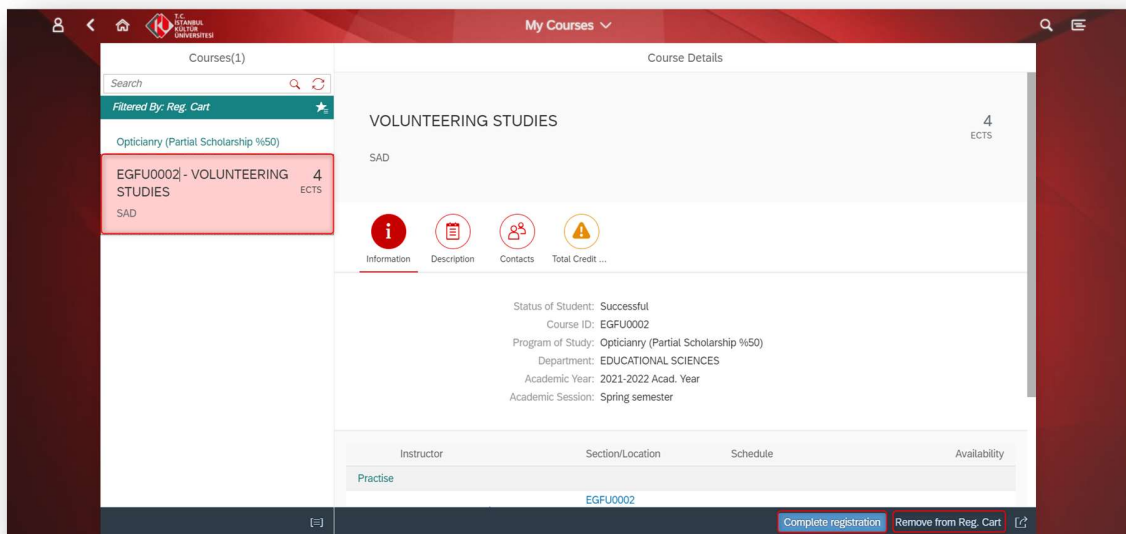 T.C.
İSTANBUL
KÜLTÜR
ÜNİVERSİTESİ
My Courses
Courses(1)
Course Details
Search
Filtered By: Reg. Cart
Opticianry (Partial Scholarship %50)
EGFU0002 - VOLUNTEERING 4
STUDIES ECTS
SAD
VOLUNTEERING STUDIES 4
ECTS
SAD
Information Description Contacts Total Credit ...
Status of Student: Successful
Course ID: EGFU0002
Program of Study: Opticianry (Partial Scholarship %50)
Department: EDUCATIONAL SCIENCES
Academic Year: 2021-2022 Acad. Year
Academic Session: Spring semester
Instructor Section/Location Schedule Availability
Practise
EGFU0002
Complete registration Remove from Reg. Cart